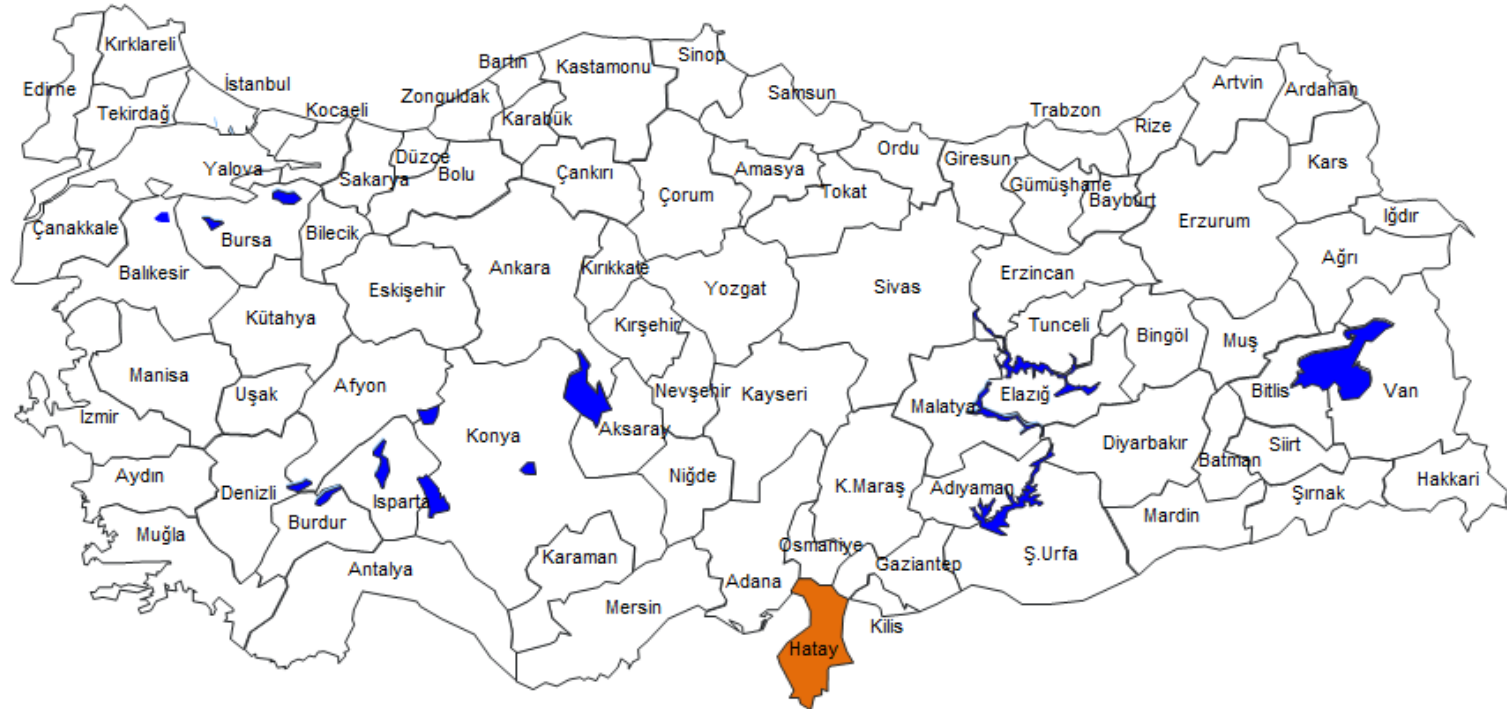 Kırklareli
Edirne
Tekirdağ
İstanbul
Kocaeli
Yalova
Sakarya
Düzce
Bolu
Zonguldak
Bartın
Karabük
Kastamonu
Sinop
Çankırı
Samsun
Çorum
Amasya
Tokat
Ordu
Giresun
Trabzon
Gümüşhane
Bayburt
Rize
Artvin
Ardahan
Kars
Iğdır
Erzurum
Ağrı
Çanakkale
Balıkesir
Bursa
Bilecik
Eskişehir
Ankara
Kırıkkale
Yozgat
Sivas
Erzincan
Kütahya
Kırşehir
Tunceli
Bingöl
Muş
Manisa
Uşak
Afyon
Nevşehir
Kayseri
Malatya
Elazığ
Bitlis
Van
İzmir
Konya
Aksaray
Diyarbakır
Batman
Siirt
Aydın
Denizli
Isparta
Niğde
K.Maraş
Adıyaman
Şırnak
Hakkari
Muğla
Burdur
Mardin
Antalya
Karaman
Osmaniye
Gaziantep
Ş.Urfa
Adana
Mersin
Kilis
Hatay